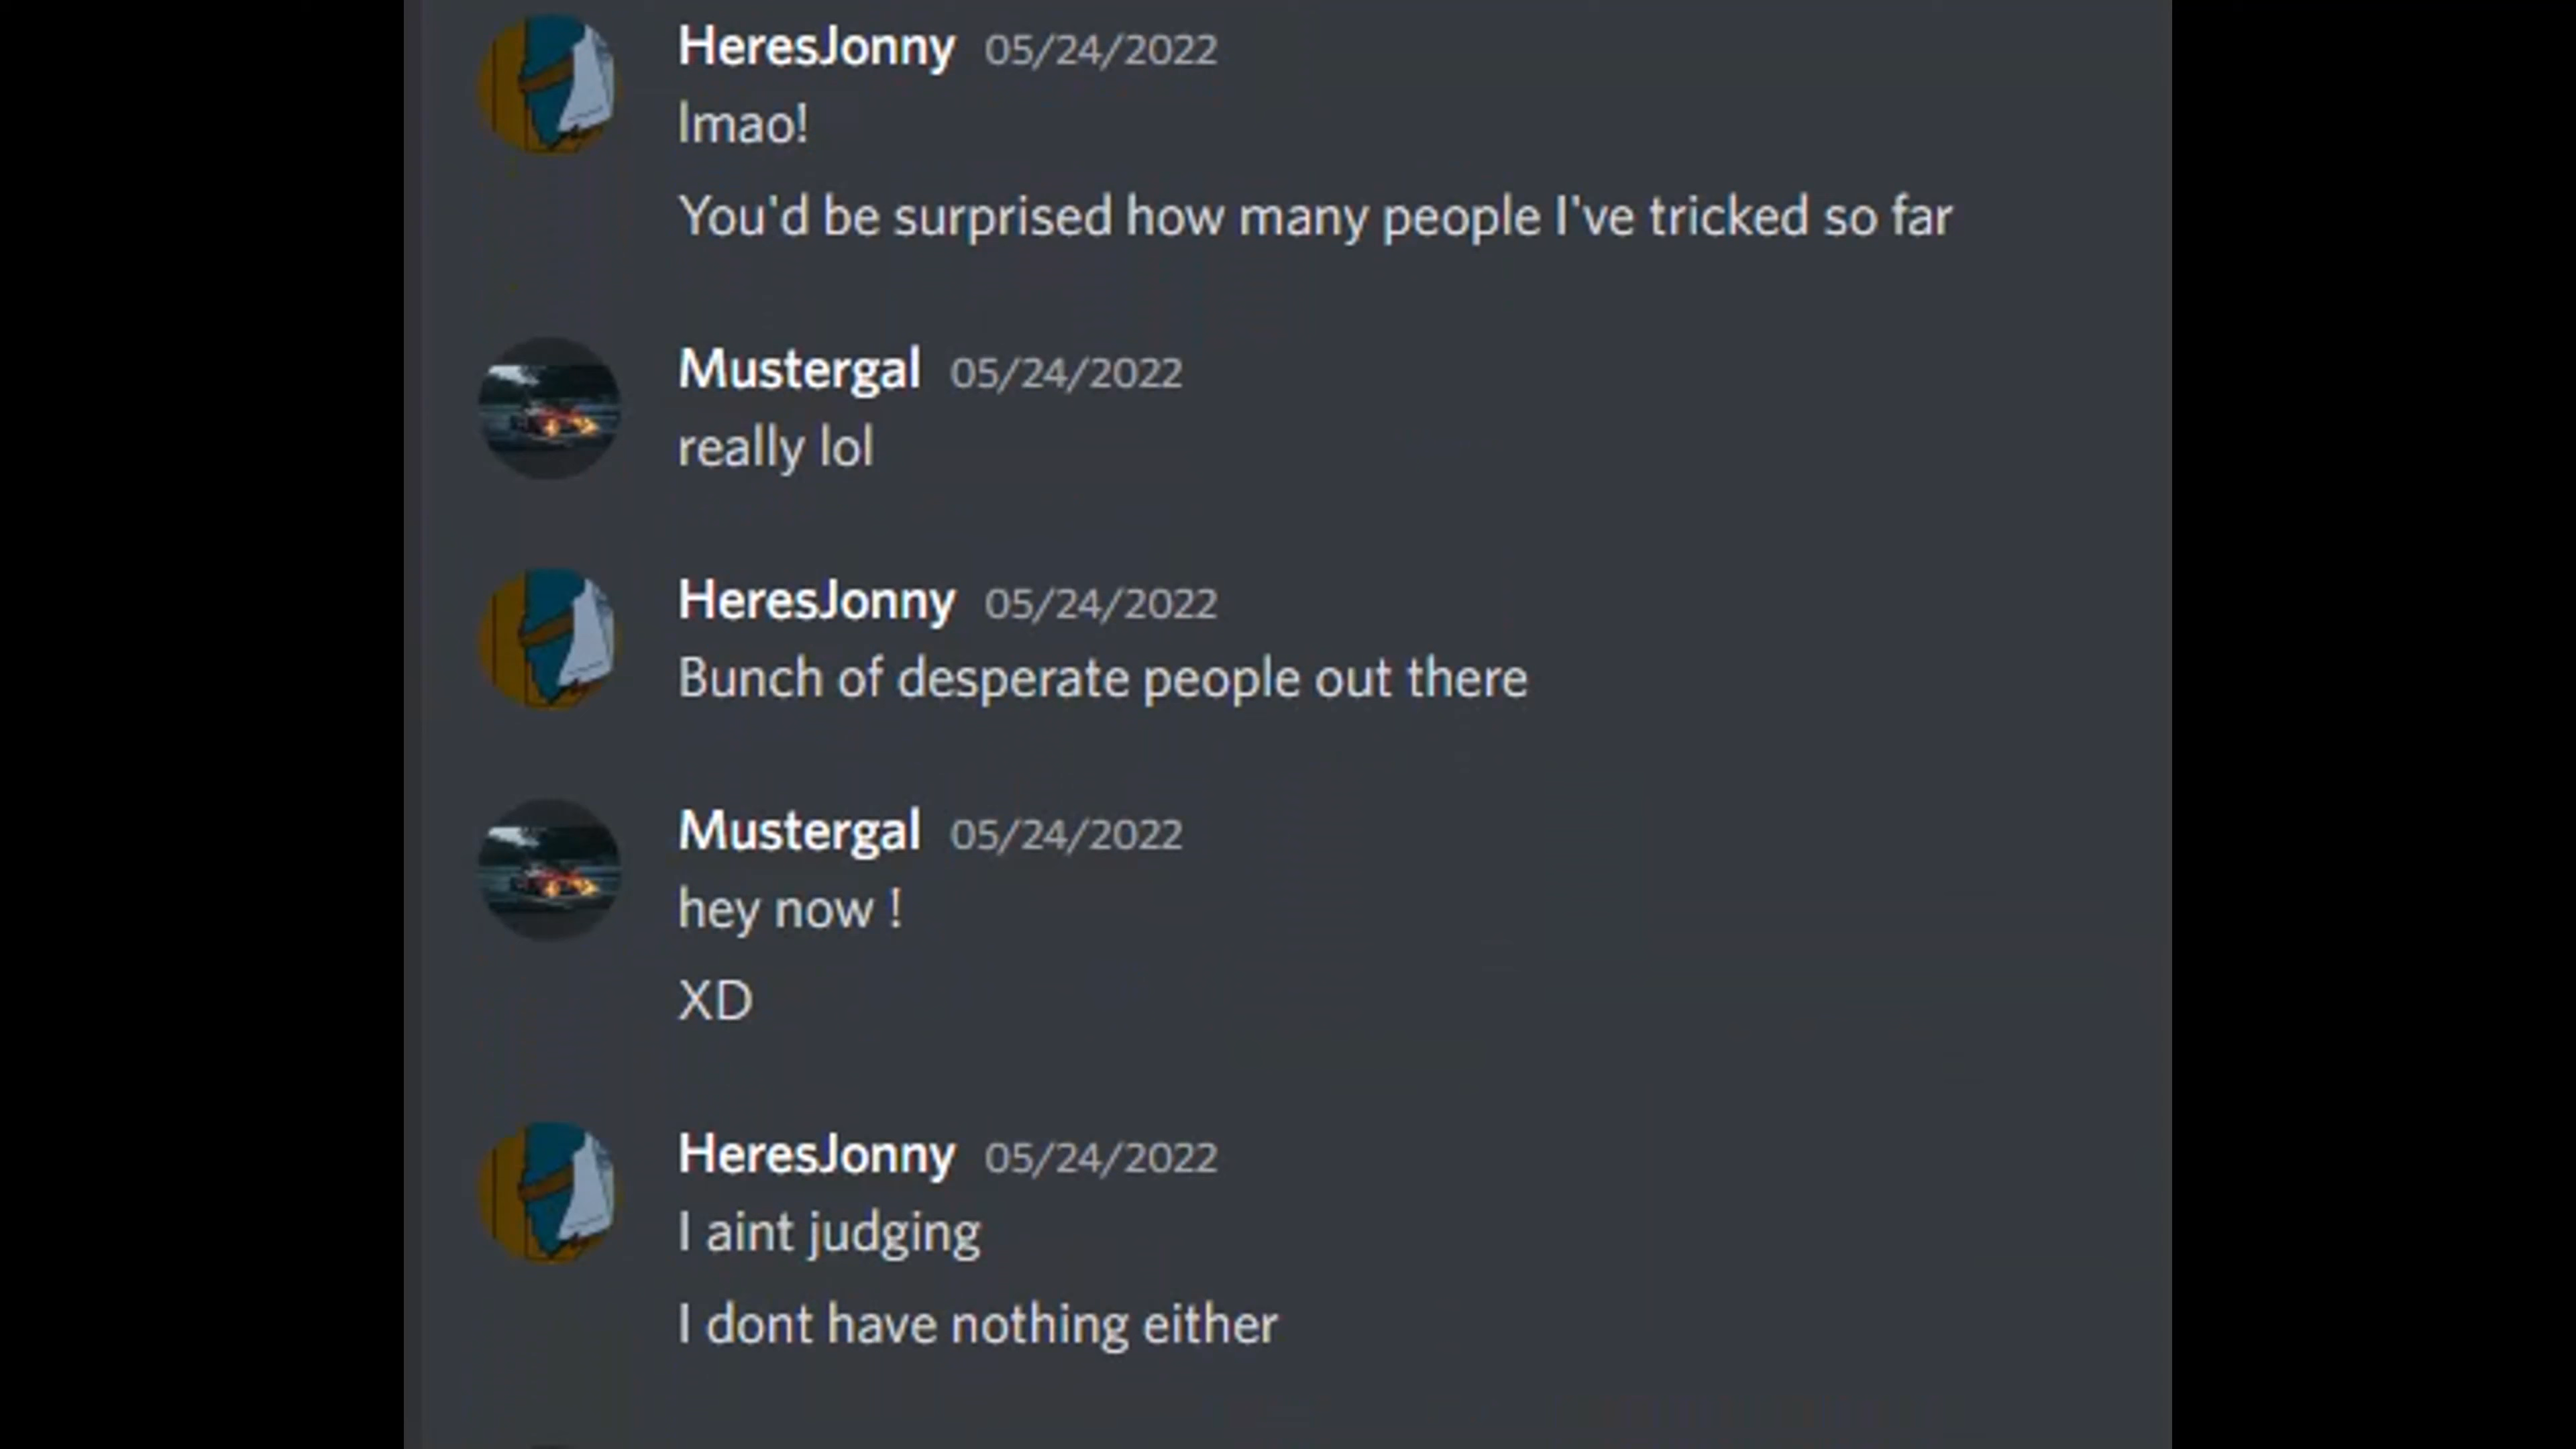 HeresJonny 05/24/2022
lmao!
You'd be surprised how many people I've tricked so far
Mustergal 05/24/2022
really lol
HeresJonny 05/24/2022
Bunch of desperate people out there
Mustergal 05/24/2022
hey now !
XD
HeresJonny 05/24/2022
I aint judging
I dont have nothing either